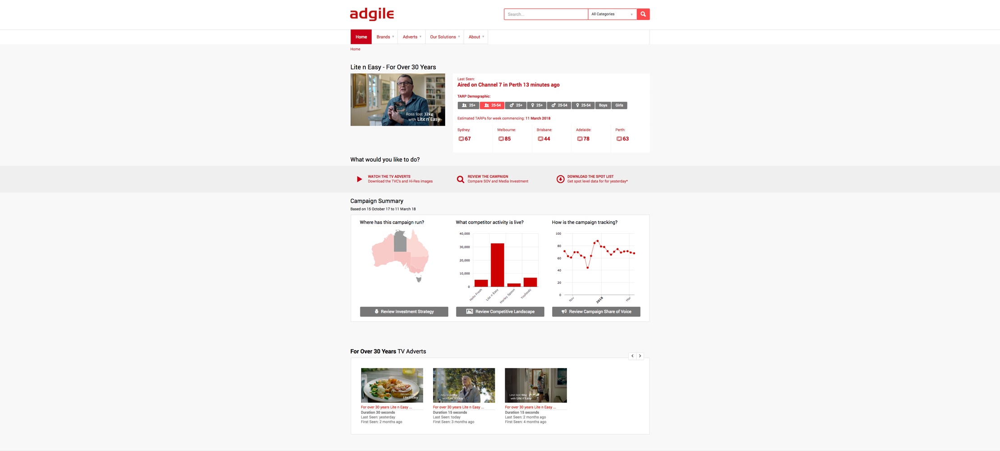 adgile
Search...
All Categories
Home
Brands
Adverts
Our Solutions
About
Home
Lite n Easy - For Over 30 Years
Ross lost 32kg
with Lite n' Easy
Last Seen:
Aired on Channel 7 in Perth 13 minutes ago
TARP Demographic:
25+
25-54
25+
25+
25-54
25-54
Boys
Girls
Estimated TARPs for week commencing: 11 March 2018
Sydney:
Melbourne:
Brisbane:
Adelaide:
Perth:
67
85
44
78
63
What would you like to do?
WATCH THE TV ADVERTS
Download the TVC's and Hi-Res images
REVIEW THE CAMPAIGN
Compare SOV and Media Investment
DOWNLOAD THE SPOT LIST
Get spot level data for for yesterday*
Campaign Summary
Based on 15 October 17 to 11 March 18
Where has this campaign run?
Review Investment Strategy
What competitor activity is live?
40,000
30,000
20,000
10,000
0
Hello Fresh
Lite n Easy
Marley Spoon
Youfoodz
Review Competitive Landscape
How is the campaign tracking?
100
80
60
40
20
0
Nov
2018
Mar
Review Campaign Share of Voice
For Over 30 Years TV Adverts
Dinners by
Lite n' Easy
For over 30 years Lite n Easy ...
Duration 30 seconds
Last Seen: yesterday
First Seen: 2 months ago
Amy lost
with Lite n' Easy
For over 30 years Lite n Easy ...
Duration 15 seconds
Last Seen: today
First Seen: 3 months ago
Linzi lost 16kg
with Lite n' Easy
For over 30 years Lite n Easy ...
Duration 15 seconds
Last Seen: 2 months ago
First Seen: 4 months ago